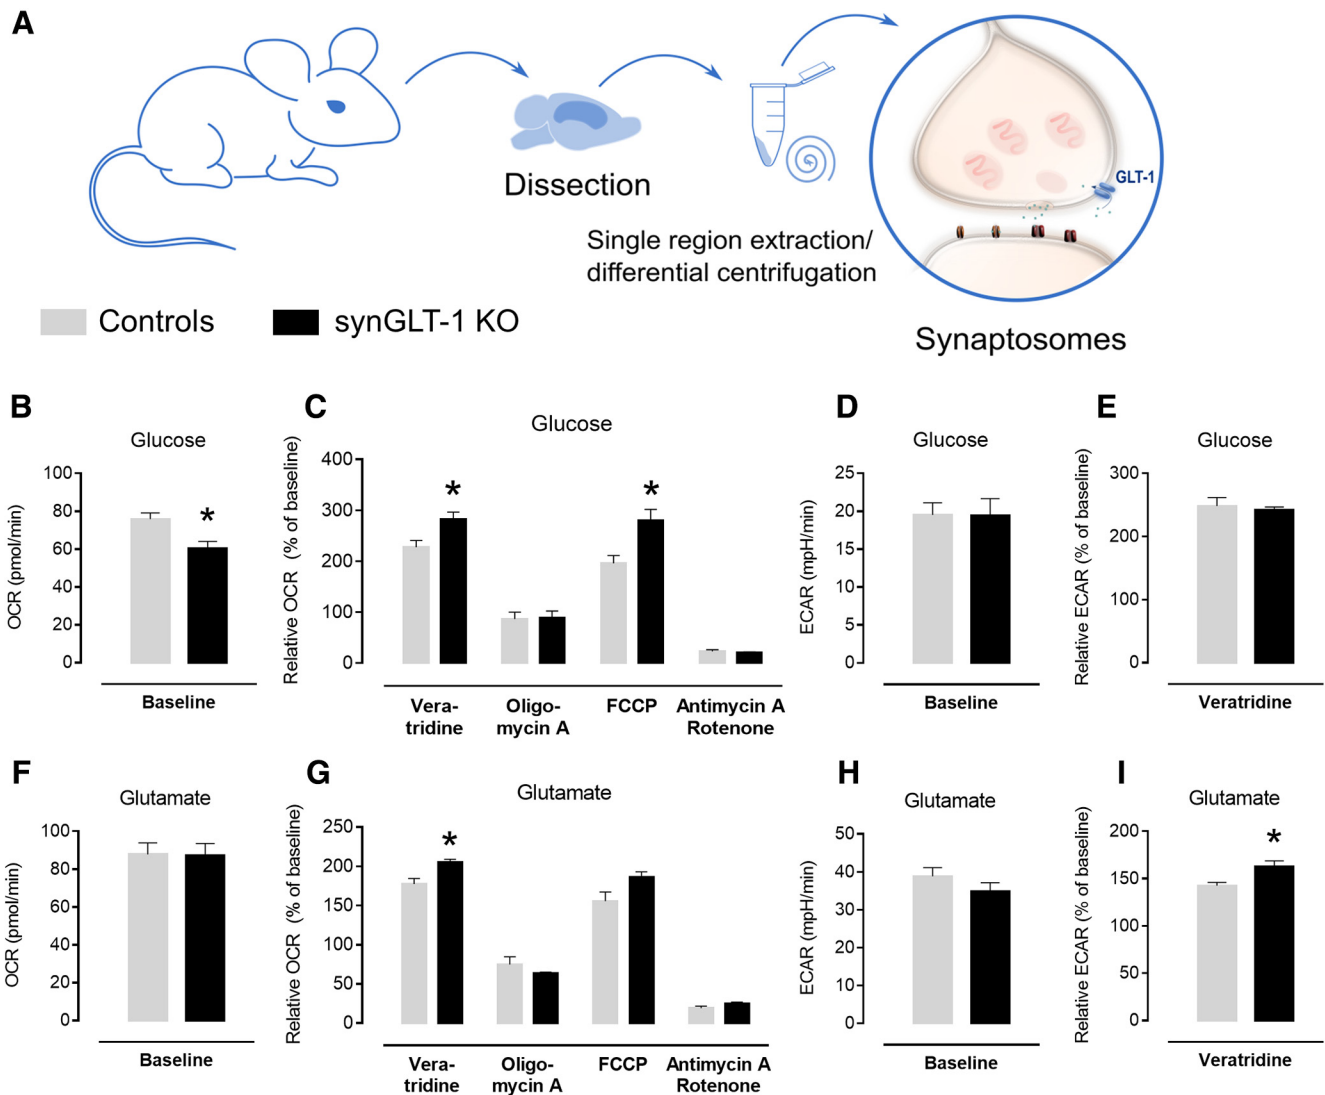 A
GLT-1
Dissection
Single region extraction/
differential centrifugation
Controls
synGLT-1 KO
Synaptosomes
B
Glucose
OCR (pmol/min)
100
80
60
40
20
0
*
Baseline
C
Glucose
Relative OCR (% of baseline)
400
300
200
100
0
*
*
Vera-
tridine
Oligo-
mycin A
FCCP
Antimycin A
Rotenone
D
Glucose
ECAR (mpH/min)
25
20
15
10
5
0
Baseline
E
Glucose
Relative ECAR (% of baseline)
300
200
100
0
Veratridine
F
Glutamate
OCR (pmol/min)
100
80
60
40
20
0
Baseline
G
Glutamate
Relative OCR (% of baseline)
250
200
150
100
50
0
*
Vera-
tridine
Oligo-
mycin A
FCCP
Antimycin A
Rotenone
H
Glutamate
ECAR (mpH/min)
50
40
30
20
10
0
Baseline
I
Glutamate
Relative ECAR (% of baseline)
200
150
100
50
0
*
Veratridine